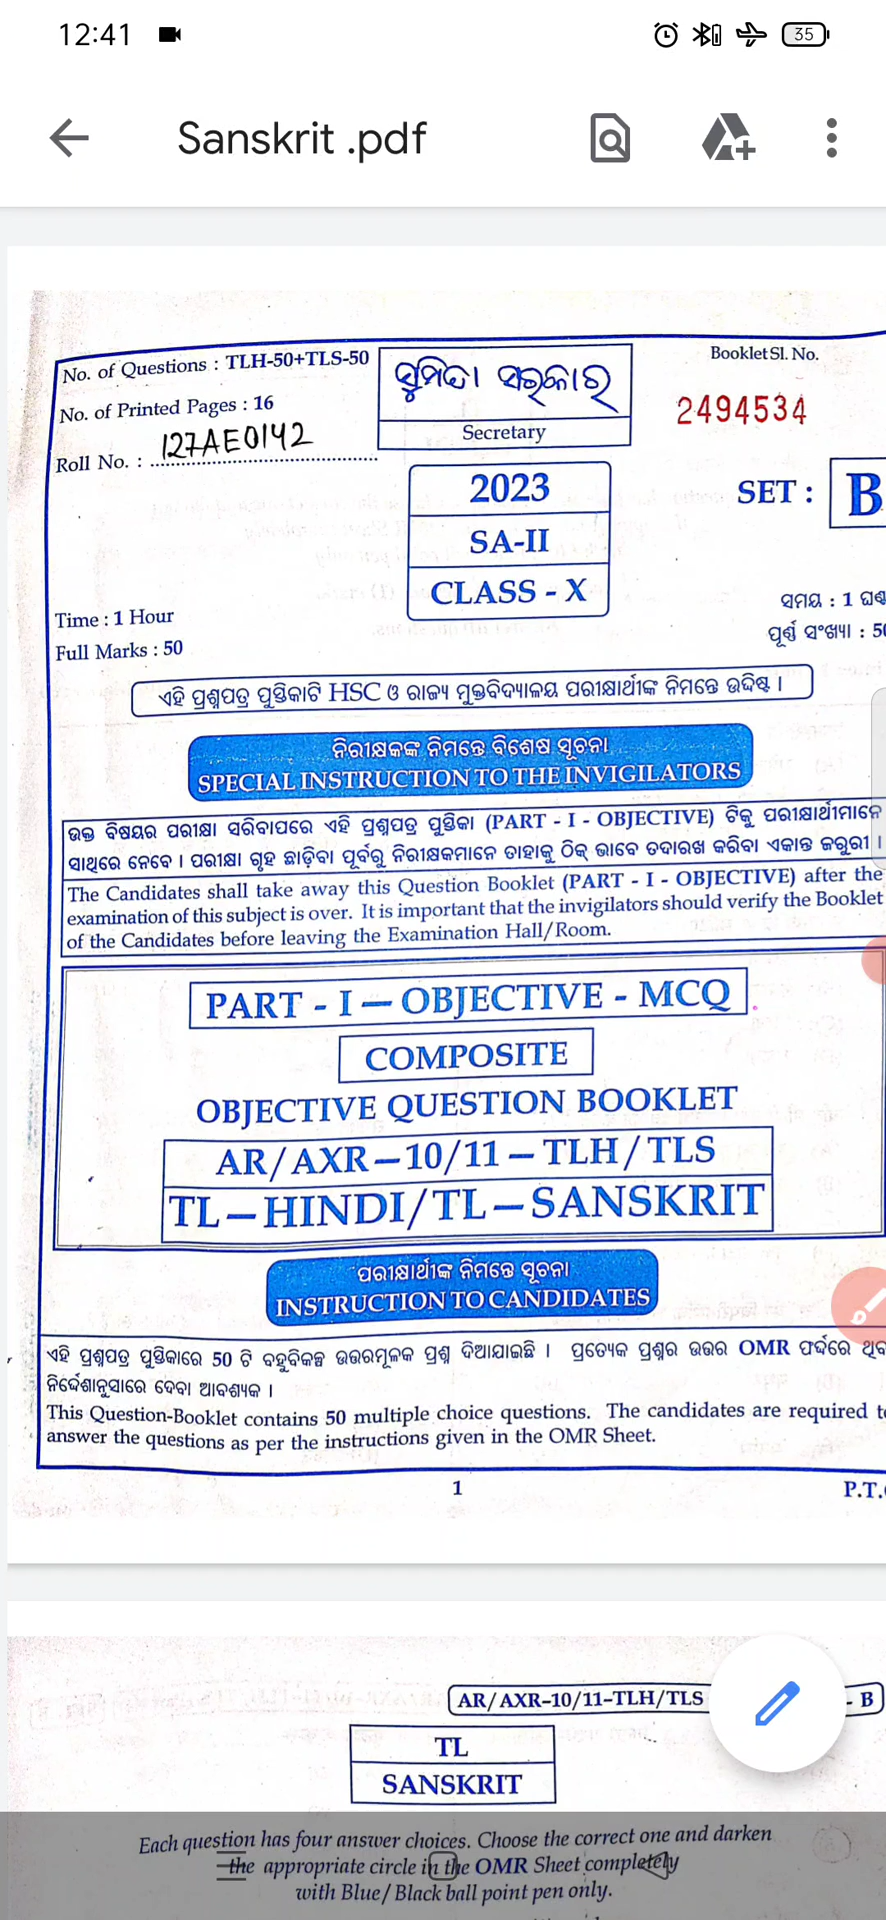 12:41
35
Sanskrit .pdf
No. of Questions : TLH-50+TLS-50
No. of Printed Pages : 16
Roll No. : 127AE0142
ସୁମିତ୍ରା ସରକାର
Secretary
Booklet Sl. No.
2494534
2023
SA-II
CLASS - X
SET : B
Time : 1 Hour
Full Marks : 50
ସମୟ : 1
ପୂର୍ଣ୍ଣ ସଂଖ୍ୟା : 50
ଏହି ପ୍ରଶ୍ନପତ୍ର ପୁସ୍ତିକାଟି HSC ଓ ରାଜ୍ୟ ମୁକ୍ତବିଦ୍ୟାଳୟ ପରୀକ୍ଷାର୍ଥୀଙ୍କ ନିମନ୍ତେ ଉଦ୍ଦିଷ୍ଟ ।
ନିରୀକ୍ଷକଙ୍କ ନିମନ୍ତେ ବିଶେଷ ସୂଚନା
SPECIAL INSTRUCTION TO THE INVIGILATORS
ଉକ୍ତ ବିଷୟର ପରୀକ୍ଷା ସରିବାପରେ ଏହି ପ୍ରଶ୍ନପତ୍ର ପୁସ୍ତିକା (PART - I - OBJECTIVE) ଟିକୁ ପରୀକ୍ଷାର୍ଥୀମାନେ
ସାଥିରେ ନେବେ । ପରୀକ୍ଷା ଗୃହ ଛାଡ଼ିବା ପୂର୍ବରୁ ନିରୀକ୍ଷକମାନେ ତାହାକୁ ଠିକ୍ ଭାବେ ତଦାରଖ କରିବା ଏକାନ୍ତ ଜରୁରୀ ।
The Candidates shall take away this Question Booklet (PART - I - OBJECTIVE) after the
examination of this subject is over. It is important that the invigilators should verify the Booklet
of the Candidates before leaving the Examination Hall/Room.
PART - I — OBJECTIVE - MCQ
COMPOSITE
OBJECTIVE QUESTION BOOKLET
AR/AXR—10/11 — TLH/TLS
TL—HINDI/TL—SANSKRIT
ପରୀକ୍ଷାର୍ଥୀଙ୍କ ନିମନ୍ତେ ସୂଚନା
INSTRUCTION TO CANDIDATES
ଏହି ପ୍ରଶ୍ନପତ୍ର ପୁସ୍ତିକାରେ 50 ଟି ବହୁବିକଳ୍ପ ଉତ୍ତରମୂଳକ ପ୍ରଶ୍ନ ଦିଆଯାଇଛି । ପ୍ରତ୍ୟେକ ପ୍ରଶ୍ନର ଉତ୍ତର OMR ଫର୍ଦ୍ଦରେ ଥିବା
ନିର୍ଦ୍ଦେଶାନୁସାରେ ଦେବା ଆବଶ୍ୟକ ।
This Question-Booklet contains 50 multiple choice questions. The candidates are required to
answer the questions as per the instructions given in the OMR Sheet.
1
P.T.
AR/AXR–10/11–TLH/TLS - B
TL
SANSKRIT
Each question has four answer choices. Choose the correct one and darken
the appropriate circle in the OMR Sheet completely
with Blue/Black ball point pen only.